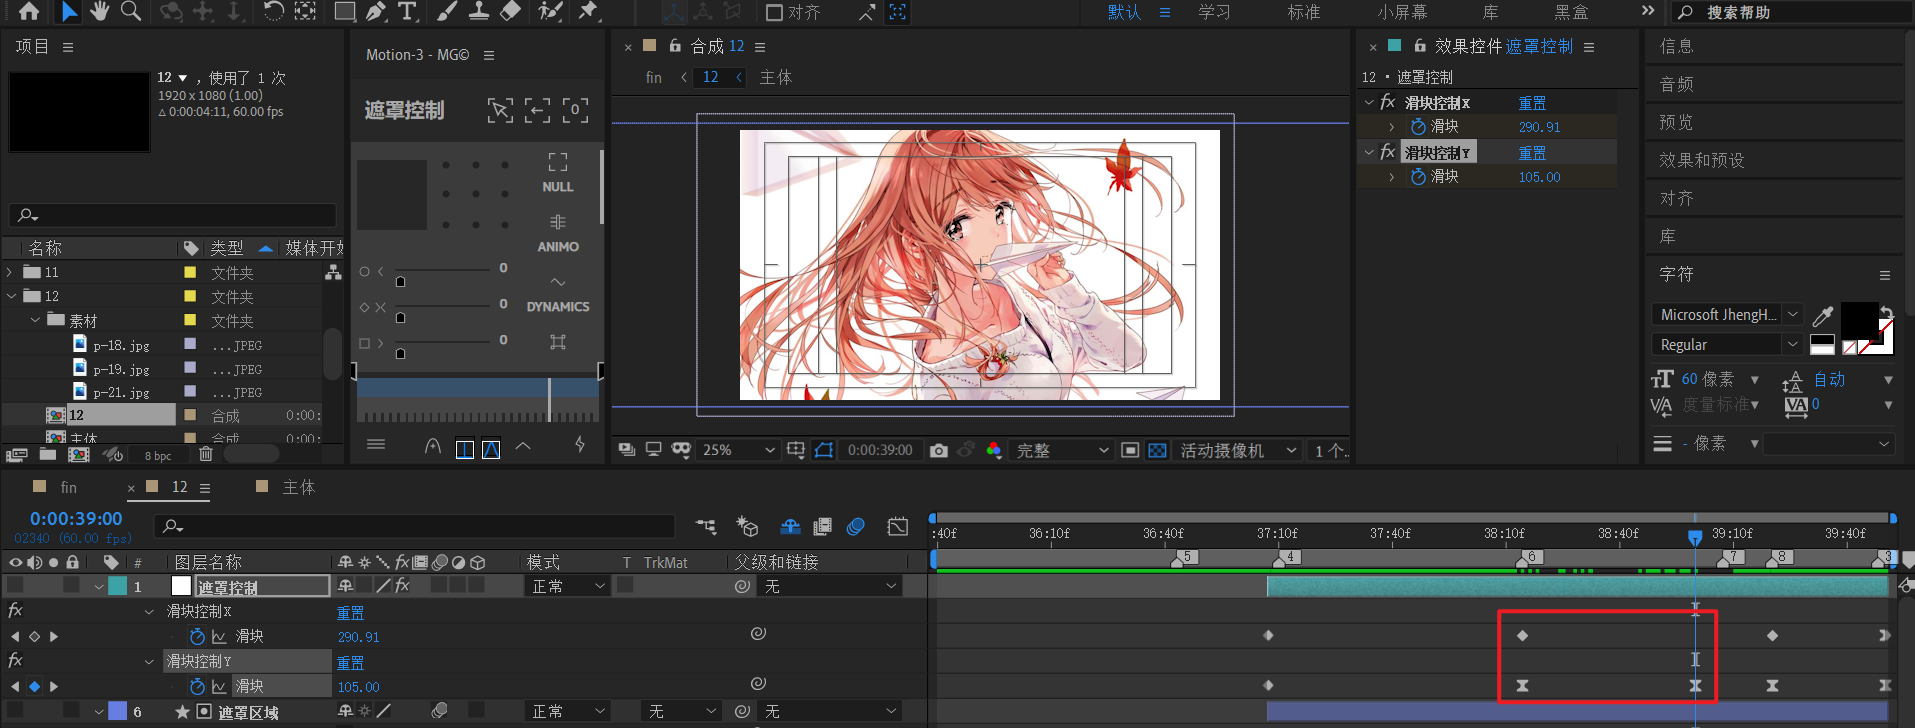 默认
学习
标准
小屏幕
库
黑盒
搜索帮助
对齐
项目
12 ，使用了 1 次
1920 x 1080 (1.00)
Δ 0:00:04:11, 60.00 fps
名称
类型
媒体开始
11
文件夹
12
文件夹
素材
文件夹
p-18.jpg
...JPEG
p-19.jpg
...JPEG
p-21.jpg
...JPEG
12
合成
0:00:
主体
合成
0:00:
8 bpc
Motion-3 - MG©
遮罩控制
0
NULL
ANIMO
DYNAMICS
0
0
0
合成 12
fin
12
主体
25%
0:00:39:00
完整
活动摄像机
1 个..
效果控件 遮罩控制
12 · 遮罩控制
fx 滑块控制X
重置
滑块
290.91
fx 滑块控制Y
重置
滑块
105.00
信息
音频
预览
效果和预设
对齐
库
字符
Microsoft JhengH...
Regular
60 像素
自动
度量标准
0
- 像素
fin
12
主体
0:00:39:00
02340 (60.00 fps)
#
图层名称
fx
模式
T
TrkMat
父级和链接
:40f
36:10f
36:40f
37:10f
37:40f
38:10f
38:40f
39:10f
39:40f
5
4
6
7
8
3
1
遮罩控制
fx
正常
无
fx
滑块控制X
重置
滑块
290.91
fx
滑块控制Y
重置
滑块
105.00
6
遮罩区域
正常
无
无